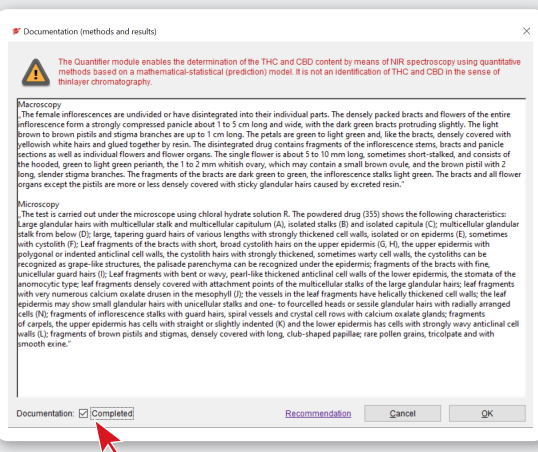 Documentation (methods and results)
The Quantifier module enables the determination of the THC and CBD content by means of NIR spectroscopy using quantitative
methods based on a mathematical-statistical (prediction) model. It is not an identification of THC and CBD in the sense of
thinlayer chromatography.
Macroscopy
„The female inflorescences are undivided or have disintegrated into their individual parts. The densely packed bracts and flowers of the entire
inflorescence form a strongly compressed panicle about 1 to 5 cm long and wide, with the dark green bracts protruding slightly. The light
brown to brown pistils and stigma branches are up to 1 cm long. The petals are green to light green and, like the bracts, densely covered with
yellowish white hairs and glued together by resin. The disintegrated drug contains fragments of the inflorescence stems, bracts and panicle
sections as well as individual flowers and flower organs. The single flower is about 5 to 10 mm long, sometimes short-stalked, and consists of
the hooded, green to light green perianth, the 1 to 2 mm whitish ovary, which may contain a small brown ovule, and the brown pistil with 2
long, slender stigma branches. The fragments of the bracts are dark green to green, the inflorescence stalks light green. The bracts and all flower
organs except the pistils are more or less densely covered with sticky glandular hairs caused by excreted resin.“
Microscopy
„The test is carried out under the microscope using chloral hydrate solution R. The powdered drug (355) shows the following characteristics:
Large glandular hairs with multicellular stalk and multicellular capitulum (A), isolated stalks (B) and isolated capitula (C); multicellular glandular
stalk from below (D); large, tapering guard hairs of various lengths with strongly thickened cell walls, isolated or on epidermis (E), sometimes
with cystolith (F); Leaf fragments of the bracts with short, broad cystolith hairs on the upper epidermis (G, H), the upper epidermis with
polygonal or indented anticlinal cell walls, the cystolith hairs with strongly thickened, sometimes warty cell walls, the cystoliths can be
recognized as grape-like structures, the palisade parenchyma can be recognized under the epidermis; fragments of the bracts with fine,
unicellular guard hairs (I); Leaf fragments with bent or wavy, pearl-like thickened anticlinal cell walls of the lower epidermis, the stomata of the
anomocytic type; leaf fragments densely covered with attachment points of the multicellular stalks of the large glandular hairs; leaf fragments
with very numerous calcium oxalate drusen in the mesophyll (J); the vessels in the leaf fragments have helically thickened cell walls; the leaf
epidermis may show small glandular hairs with unicellular stalks and one- to fourcelled heads or sessile glandular hairs with radially arranged
cells (N); fragments of inflorescence stalks with guard hairs, spiral vessels and crystal cell rows with calcium oxalate glands; fragments
of carpels, the upper epidermis has cells with straight or slightly indented (K) and the lower epidermis has cells with strongly wavy anticlinal cell
walls (L); fragments of brown pistils and stigmas, densely covered with long, club-shaped papillae; rare pollen grains, tricolpate and with
smooth exine.“
Documentation: Completed Recommendation Cancel OK